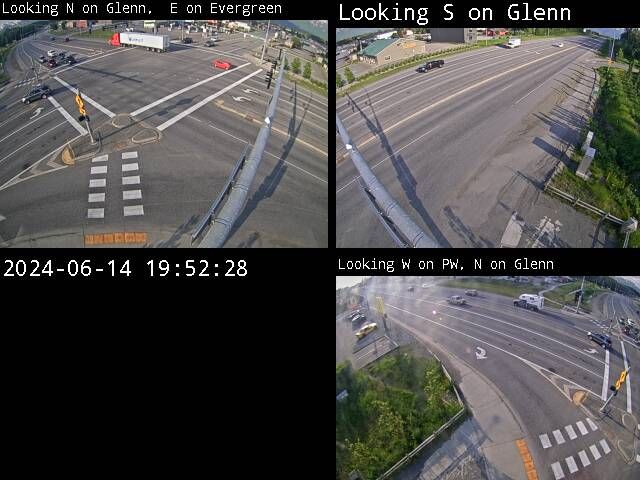 Looking N on Glenn,  E on Evergreen
Looking S on Glenn
2024-06-14 19:52:28
Looking W on PW, N on Glenn